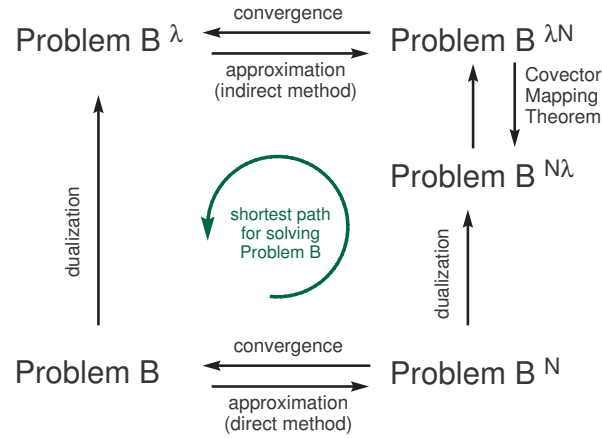 convergence
Problem B λ
Problem B λN
approximation
(indirect method)
Covector
Mapping
Theorem
Problem B Nλ
dualization
shortest path
for solving
Problem B
dualization
convergence
Problem B
Problem B N
approximation
(direct method)